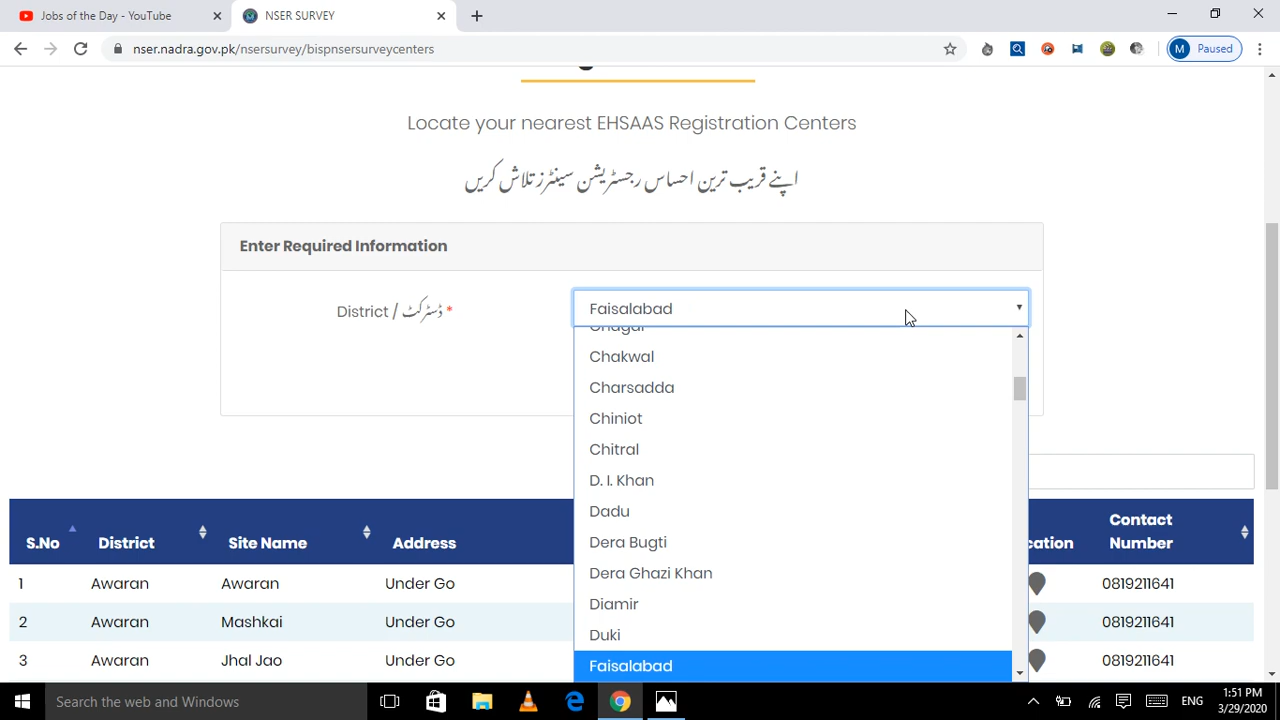 Jobs of the Day - YouTube
NSER SURVEY
nser.nadra.gov.pk/nsersurvey/bispnsersurveycenters
M Paused
Locate your nearest EHSAAS Registration Centers
اپنے قریب ترین احساس رجسٹریشن سینٹرز تلاش کریں
Enter Required Information
District / ڈسٹرکٹ *
Faisalabad
Chagai
Chakwal
Charsadda
Chiniot
Chitral
D. I. Khan
Dadu
Dera Bugti
Dera Ghazi Khan
Diamir
Duki
Faisalabad
S.No District Site Name Address cation Contact Number
1 Awaran Awaran Under Go 0819211641
2 Awaran Mashkai Under Go 0819211641
3 Awaran Jhal Jao Under Go 0819211641
Search the web and Windows
ENG
1:51 PM
3/29/2020